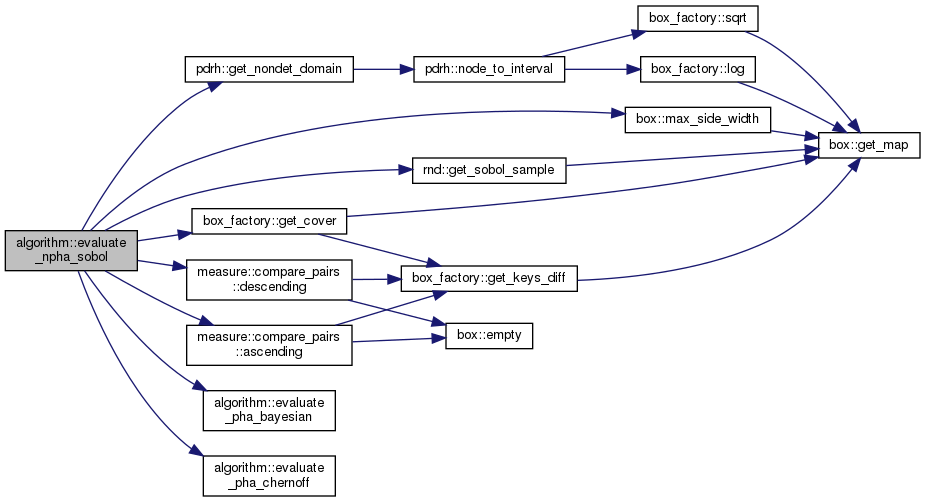 box_factory::sqrt
pdrh::get_nondet_domain
pdrh::node_to_interval
box_factory::log
box::max_side_width
box::get_map
rnd::get_sobol_sample
box_factory::get_cover
algorithm::evaluate
_npha_sobol
measure::compare_pairs
::descending
box_factory::get_keys_diff
measure::compare_pairs
::ascending
box::empty
algorithm::evaluate
_pha_bayesian
algorithm::evaluate
_pha_chernoff